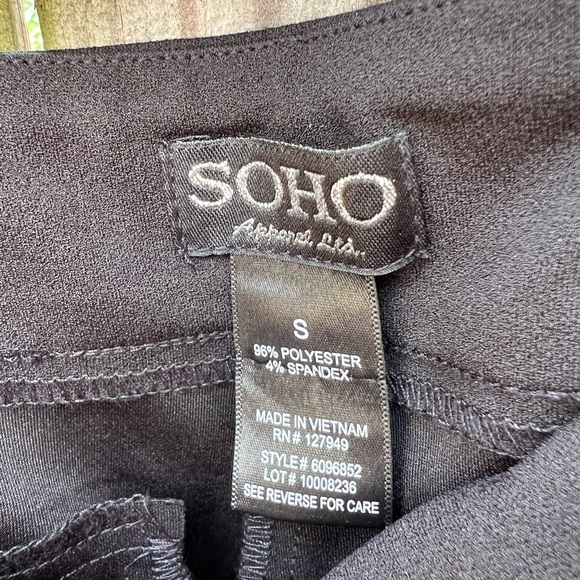 SOHO
Apparel Ltd.,
S
96% POLYESTER
4% SPANDEX
MADE IN VIETNAM
RN# 127949
STYLE# 6096852
LOT# 10008236
SEE REVERSE FOR CARE